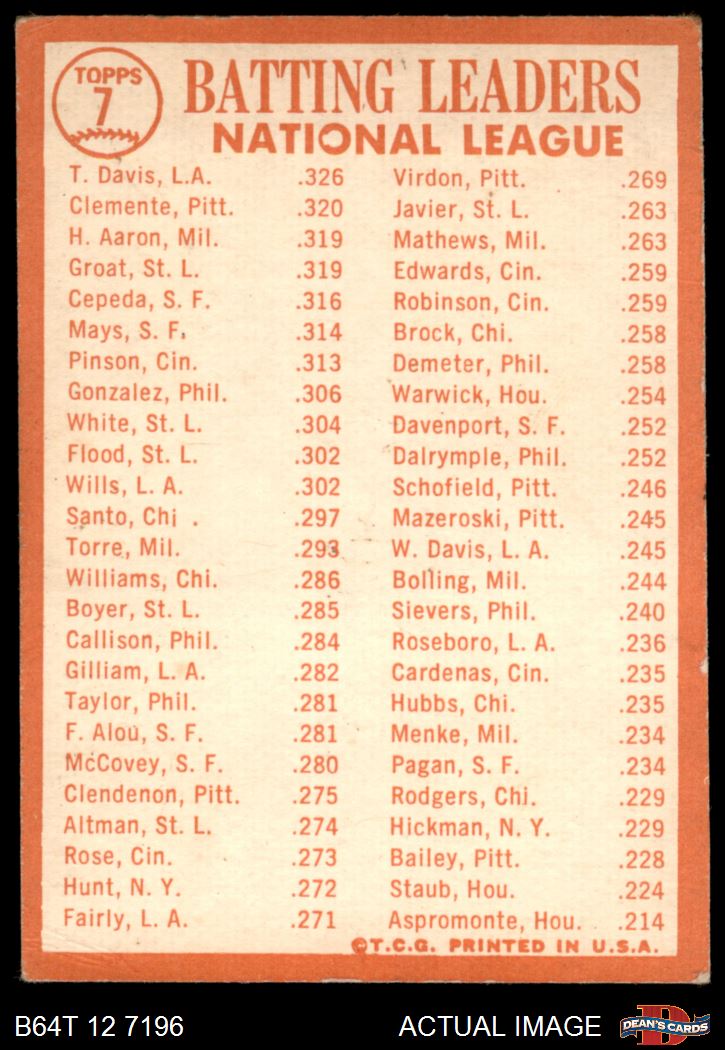 TOPPS
7
BATTING LEADERS
NATIONAL LEAGUE
T. Davis, L.A. .326
Clemente, Pitt. .320
H. Aaron, Mil. .319
Groat, St. L. .319
Cepeda, S. F. .316
Mays, S. F. .314
Pinson, Cin. .313
Gonzalez, Phil. .306
White, St. L. .304
Flood, St. L. .302
Wills, L. A. .302
Santo, Chi . .297
Torre, Mil. .293
Williams, Chi. .286
Boyer, St. L. .285
Callison, Phil. .284
Gilliam, L. A. .282
Taylor, Phil. .281
F. Alou, S. F. .281
McCovey, S. F. .280
Clendenon, Pitt. .275
Altman, St. L. .274
Rose, Cin. .273
Hunt, N. Y. .272
Fairly, L. A. .271
Virdon, Pitt. .269
Javier, St. L. .263
Mathews, Mil. .263
Edwards, Cin. .259
Robinson, Cin. .259
Brock, Chi. .258
Demeter, Phil. .258
Warwick, Hou. .254
Davenport, S. F. .252
Dalrymple, Phil. .252
Schofield, Pitt. .246
Mazeroski, Pitt. .245
W. Davis, L. A. .245
Bolling, Mil. .244
Sievers, Phil. .240
Roseboro, L. A. .236
Cardenas, Cin. .235
Hubbs, Chi. .235
Menke, Mil. .234
Pagan, S. F. .234
Rodgers, Chi. .229
Hickman, N. Y. .229
Bailey, Pitt. .228
Staub, Hou. .224
Aspromonte, Hou. .214
©T.C.G. PRINTED IN U.S.A.
B64T 12 7196
ACTUAL IMAGE
D
DEAN'S CARDS